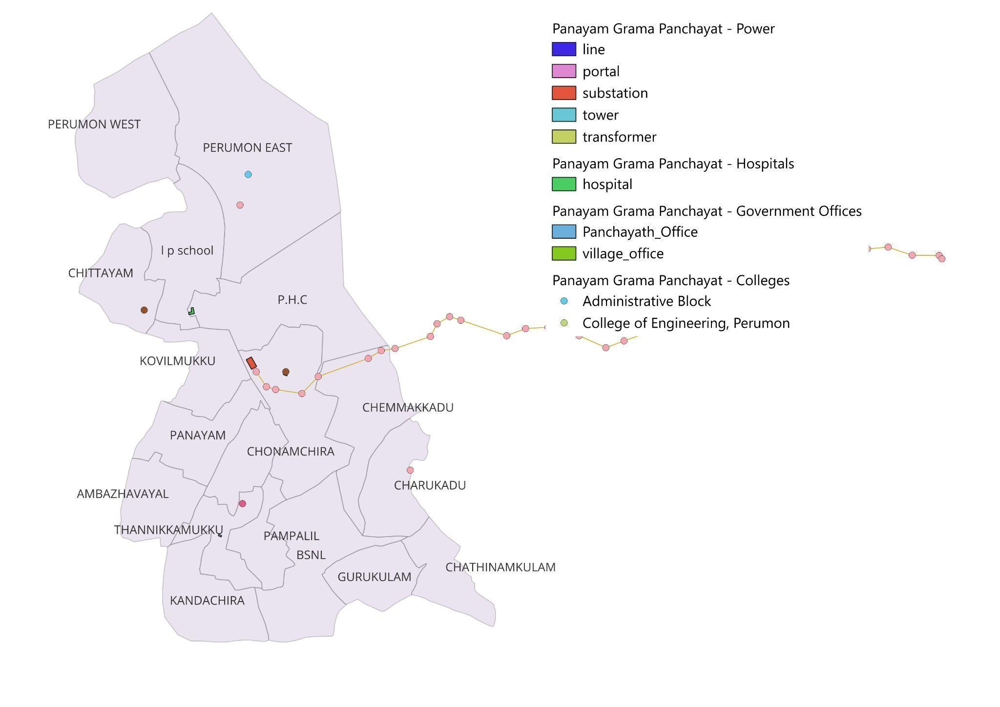 Panayam Grama Panchayat - Power
line
portal
substation
tower
transformer
Panayam Grama Panchayat - Hospitals
hospital
Panayam Grama Panchayat - Government Offices
Panchayath_Office
village_office
Panayam Grama Panchayat - Colleges
Administrative Block
College of Engineering, Perumon
PERUMON WEST
PERUMON EAST
l p school
CHITTAYAM
P.H.C
KOVILMUKKU
CHEMMAKKADU
PANAYAM
CHONAMCHIRA
CHARUKADU
AMBAZHAVAYAL
THANNIKKAMUKKU
PAMPALIL
BSNL
CHATHINAMKULAM
GURUKULAM
KANDACHIRA